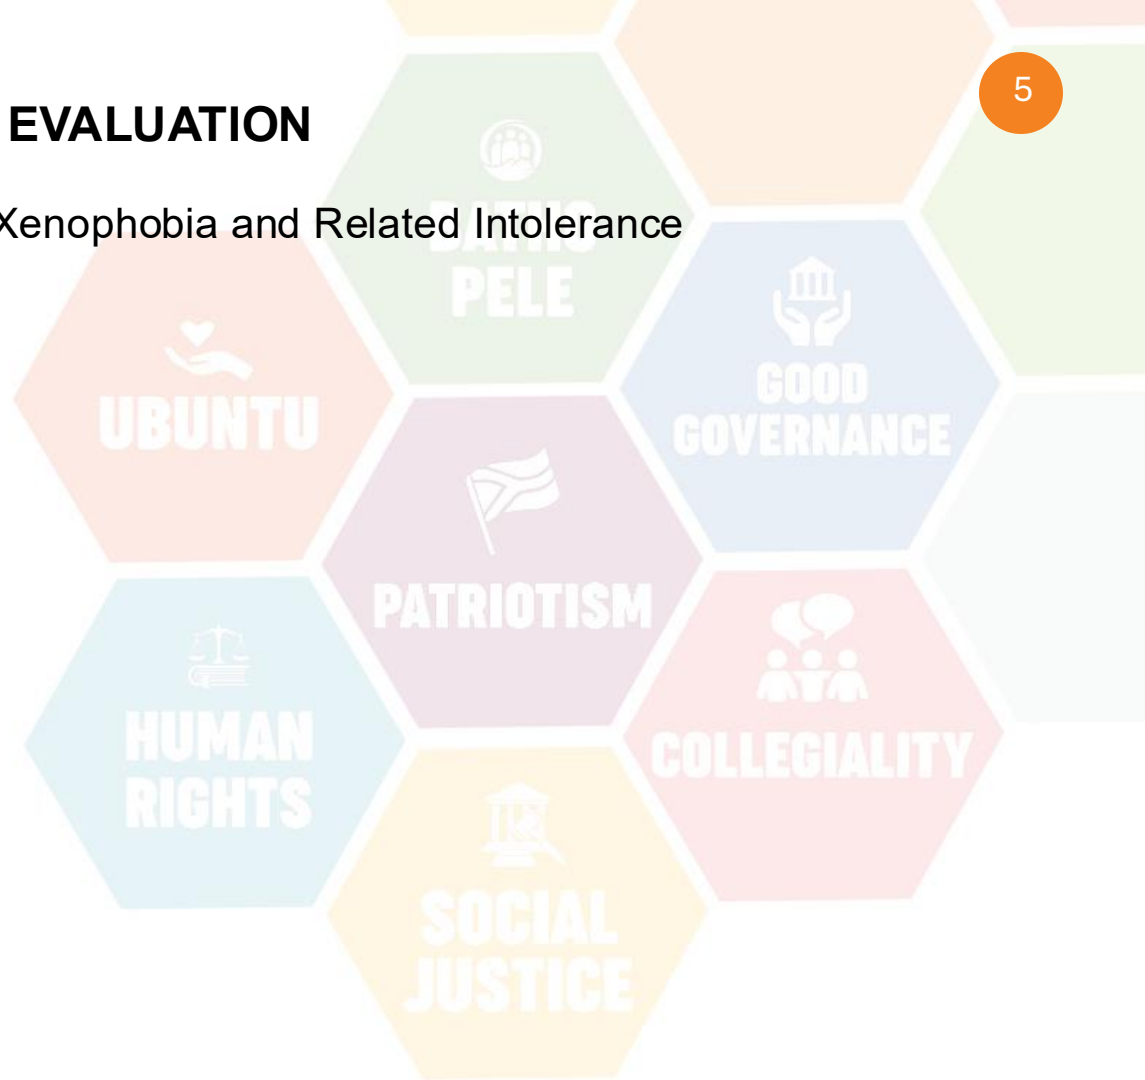 5
EVALUATION
Xenophobia and Related Intolerance
BATHO
PELE
UBUNTU
GOOD
GOVERNANCE
PATRIOTISM
HUMAN
RIGHTS
COLLEGIALITY
SOCIAL
JUSTICE